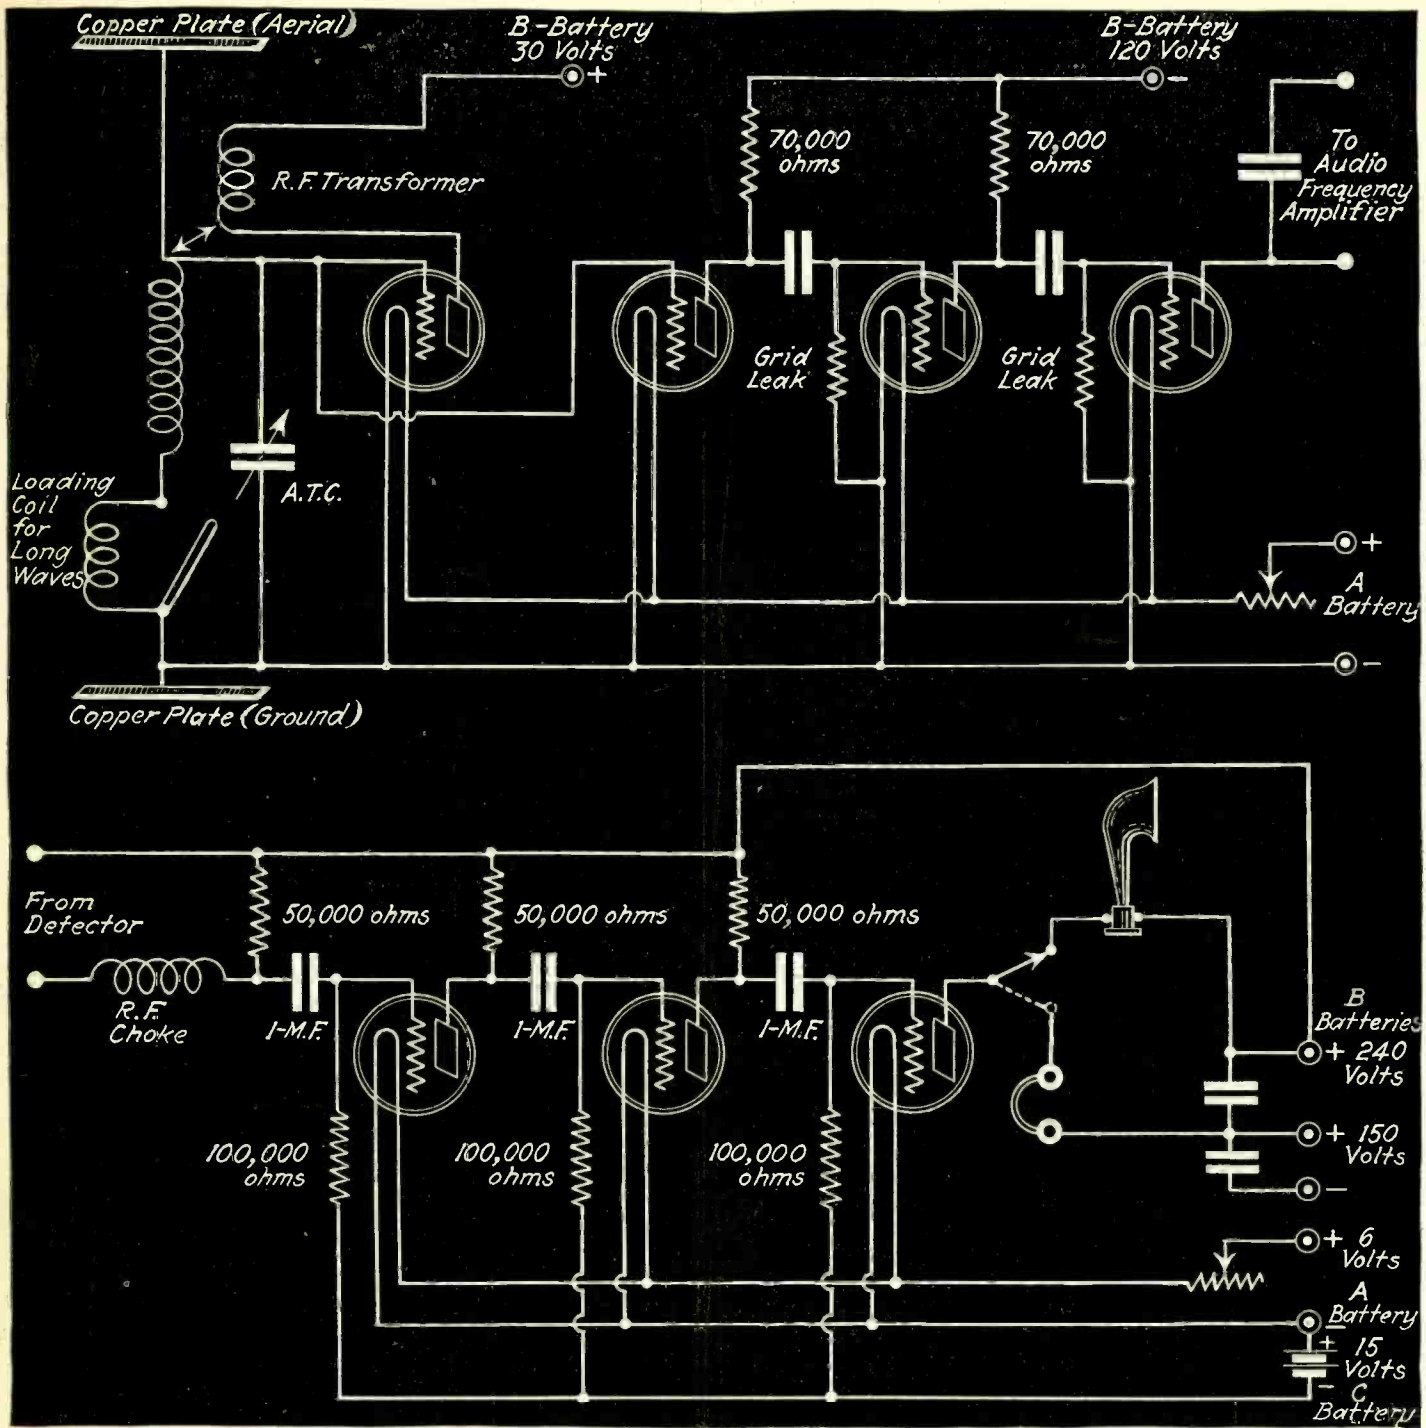 Copper Plate (Aerial)
B-Battery
30 Volts
+
B-Battery
120 Volts
-
R.F. Transformer
70,000
ohms
70,000
ohms
To
Audio
Frequency
Amplifier
Grid
Leak
Grid
Leak
Loading
Coil
for
Long
Waves
A.T.C.
+
A
Battery
-
Copper Plate (Ground)
From
Detector
50,000 ohms
50,000 ohms
50,000 ohms
R.F.
Choke
1-M.F.
1-M.F.
1-M.F.
B
Batteries
+ 240
Volts
+ 150
Volts
-
100,000
ohms
100,000
ohms
100,000
ohms
+ 6
Volts
A
Battery
-
+ 15
Volts
- C
Battery